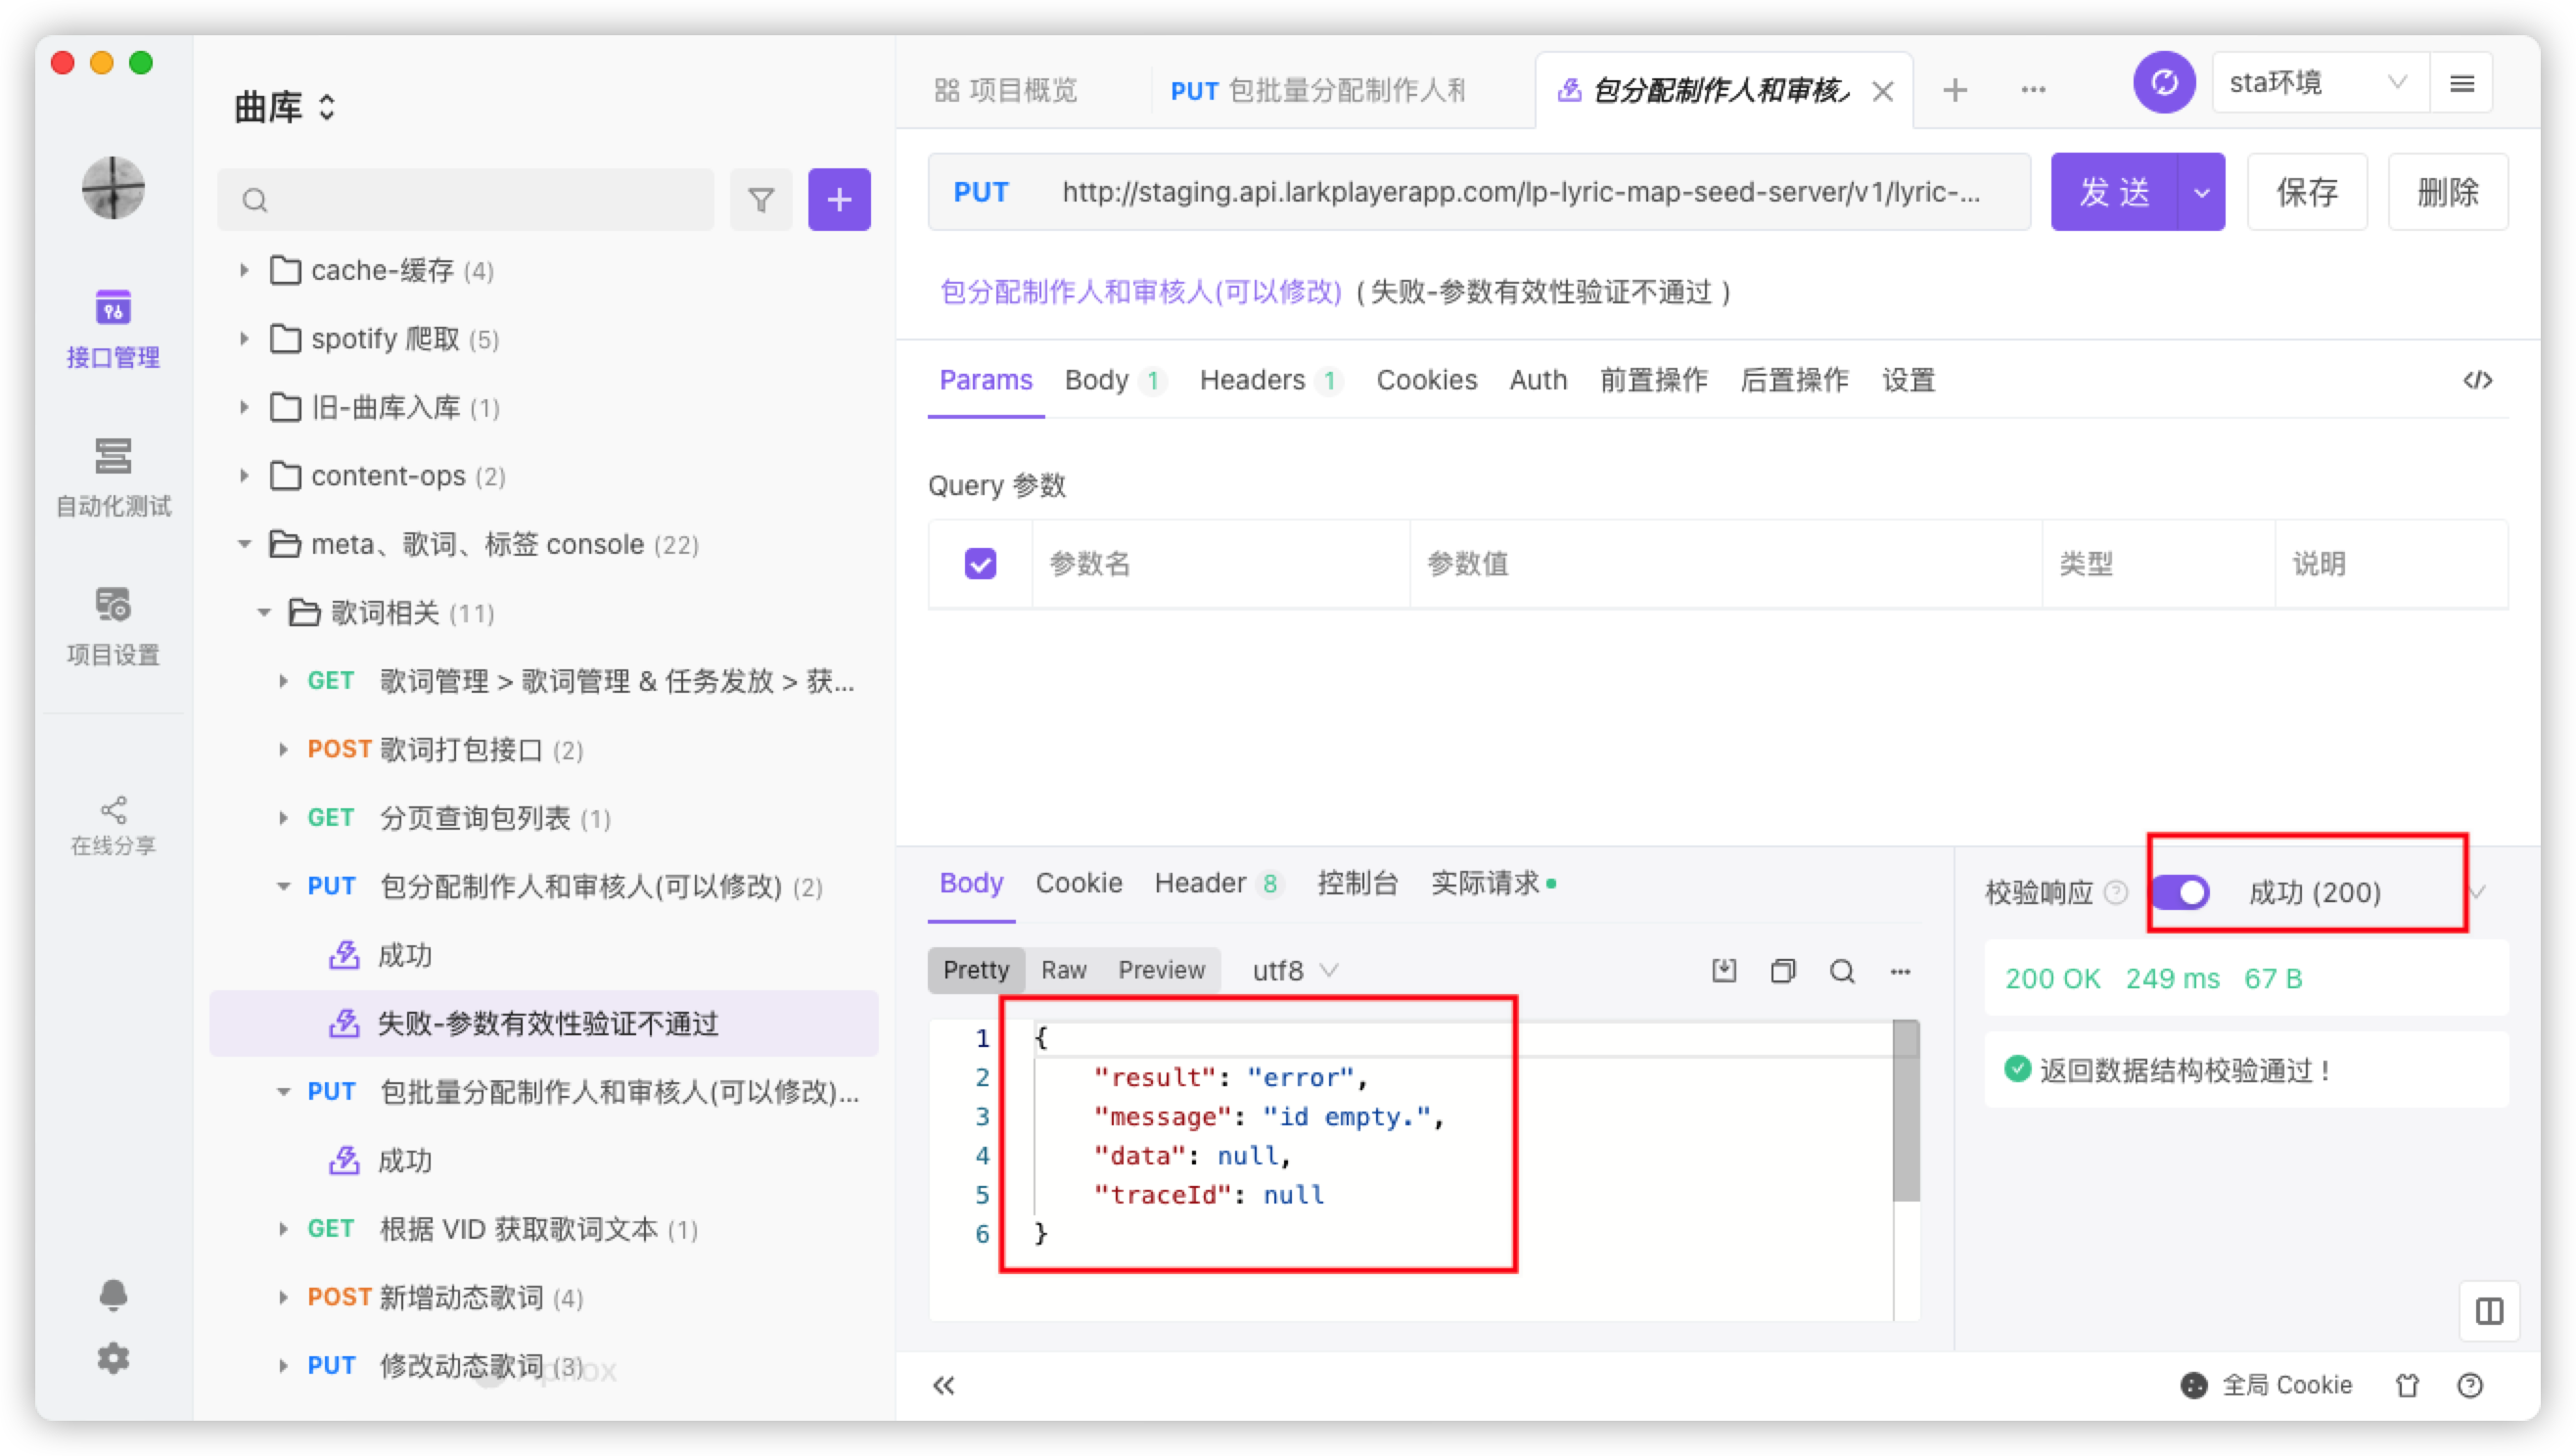 曲库
接口管理
自动化测试
项目设置
在线分享
cache-缓存 (4)
spotify 爬取 (5)
旧-曲库入库 (1)
content-ops (2)
meta、歌词、标签 console (22)
歌词相关 (11)
GET 歌词管理 > 歌词管理 & 任务发放 > 获...
POST 歌词打包接口 (2)
GET 分页查询包列表 (1)
PUT 包分配制作人和审核人(可以修改) (2)
成功
失败-参数有效性验证不通过
PUT 包批量分配制作人和审核人(可以修改)...
成功
GET 根据 VID 获取歌词文本 (1)
POST 新增动态歌词 (4)
PUT 修改动态歌词 (3)
项目概览
PUT 包批量分配制作人和
包分配制作人和审核人
sta环境
PUT http://staging.api.larkplayerapp.com/lp-lyric-map-seed-server/v1/lyric-...
发 送
保存
删除
包分配制作人和审核人(可以修改) ( 失败-参数有效性验证不通过 )
Params Body 1 Headers 1 Cookies Auth 前置操作 后置操作 设置
Query 参数
参数名 参数值 类型 说明
Body Cookie Header 8 控制台 实际请求
Pretty Raw Preview utf8
1 {
2 "result": "error",
3 "message": "id empty.",
4 "data": null,
5 "traceId": null
6 }
校验响应 成功 (200)
200 OK 249 ms 67 B
返回数据结构校验通过！
全局 Cookie